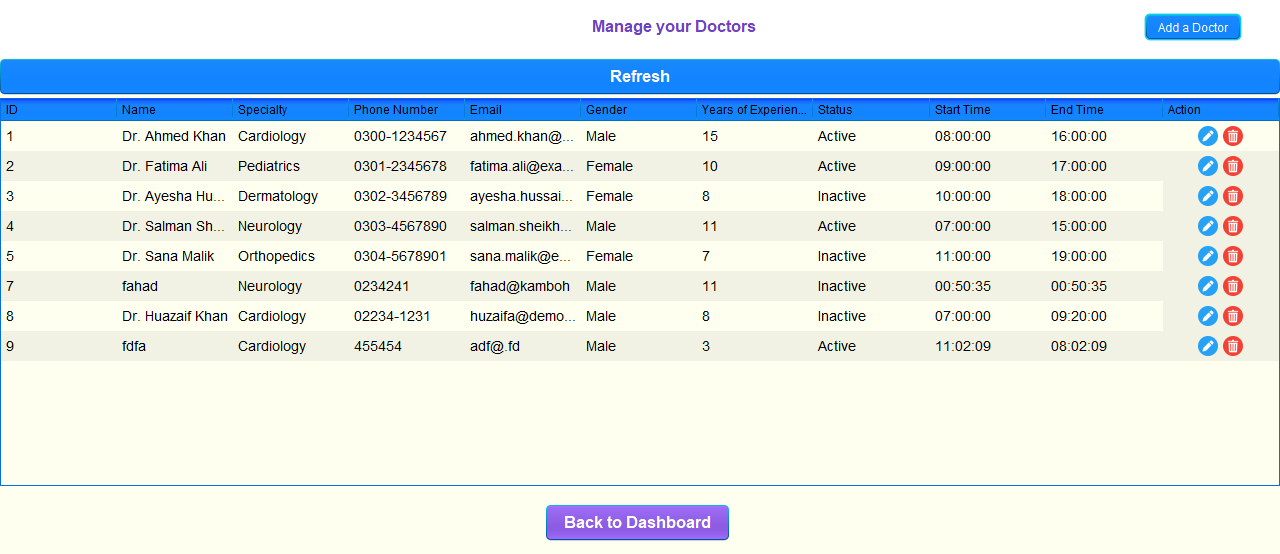 Manage your Doctors
Add a Doctor
Refresh
ID Name Specialty Phone Number Email Gender Years of Experien... Status Start Time End Time Action
1 Dr. Ahmed Khan Cardiology 0300-1234567 ahmed.khan@... Male 15 Active 08:00:00 16:00:00
2 Dr. Fatima Ali Pediatrics 0301-2345678 fatima.ali@exa... Female 10 Active 09:00:00 17:00:00
3 Dr. Ayesha Hu... Dermatology 0302-3456789 ayesha.hussai... Female 8 Inactive 10:00:00 18:00:00
4 Dr. Salman Sh... Neurology 0303-4567890 salman.sheikh... Male 11 Active 07:00:00 15:00:00
5 Dr. Sana Malik Orthopedics 0304-5678901 sana.malik@e... Female 7 Inactive 11:00:00 19:00:00
7 fahad Neurology 0234241 fahad@kamboh Male 11 Inactive 00:50:35 00:50:35
8 Dr. Huazaif Khan Cardiology 02234-1231 huzaifa@demo... Male 8 Inactive 07:00:00 09:20:00
9 fdfa Cardiology 455454 adf@.fd Male 3 Active 11:02:09 08:02:09
Back to Dashboard